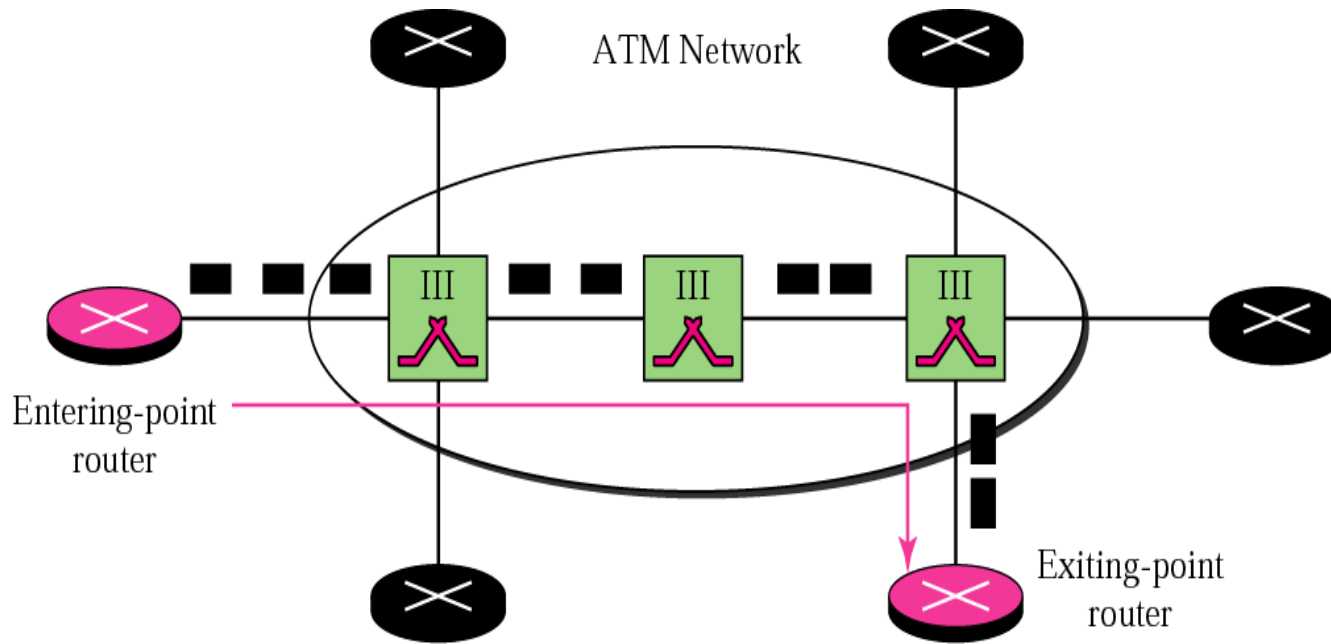 ATM Network
III
III
III
Entering-point
router
Exiting-point
router